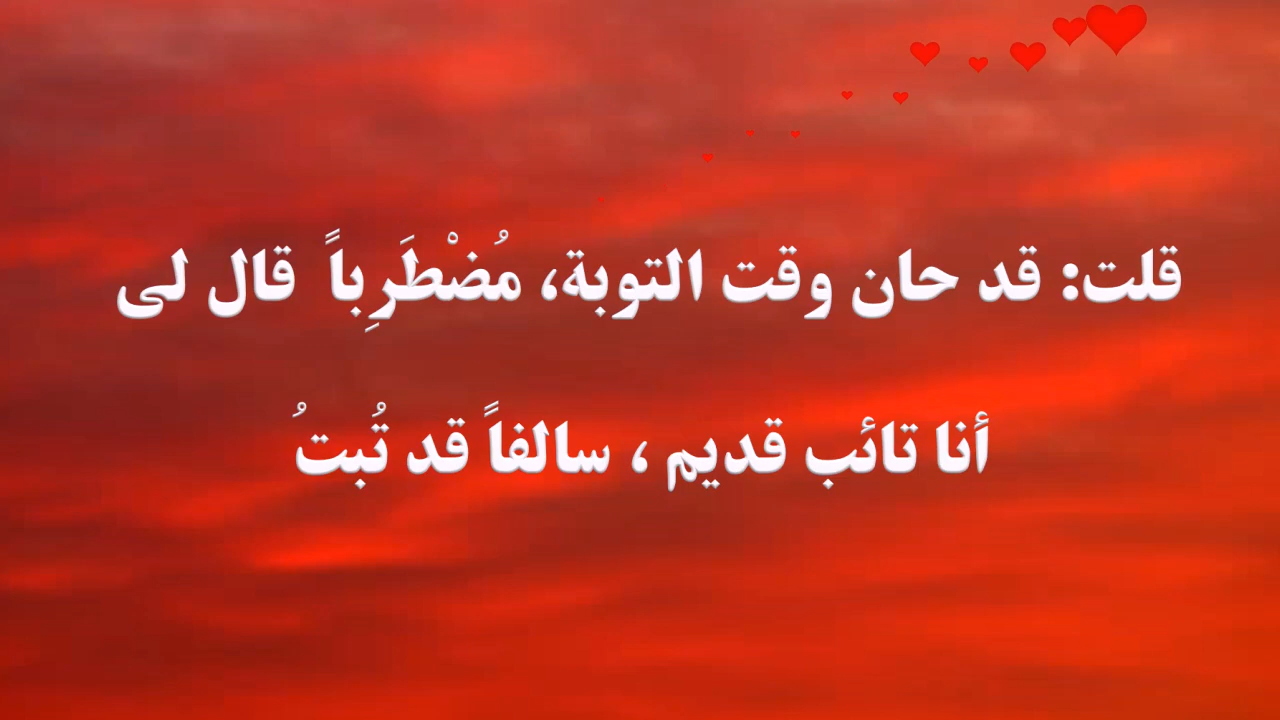 قلت: قد حان وقت التوبة، مُضْطَرِباً  قال لى
أنا تائب قديم ، سالفاً قد تُبتُ